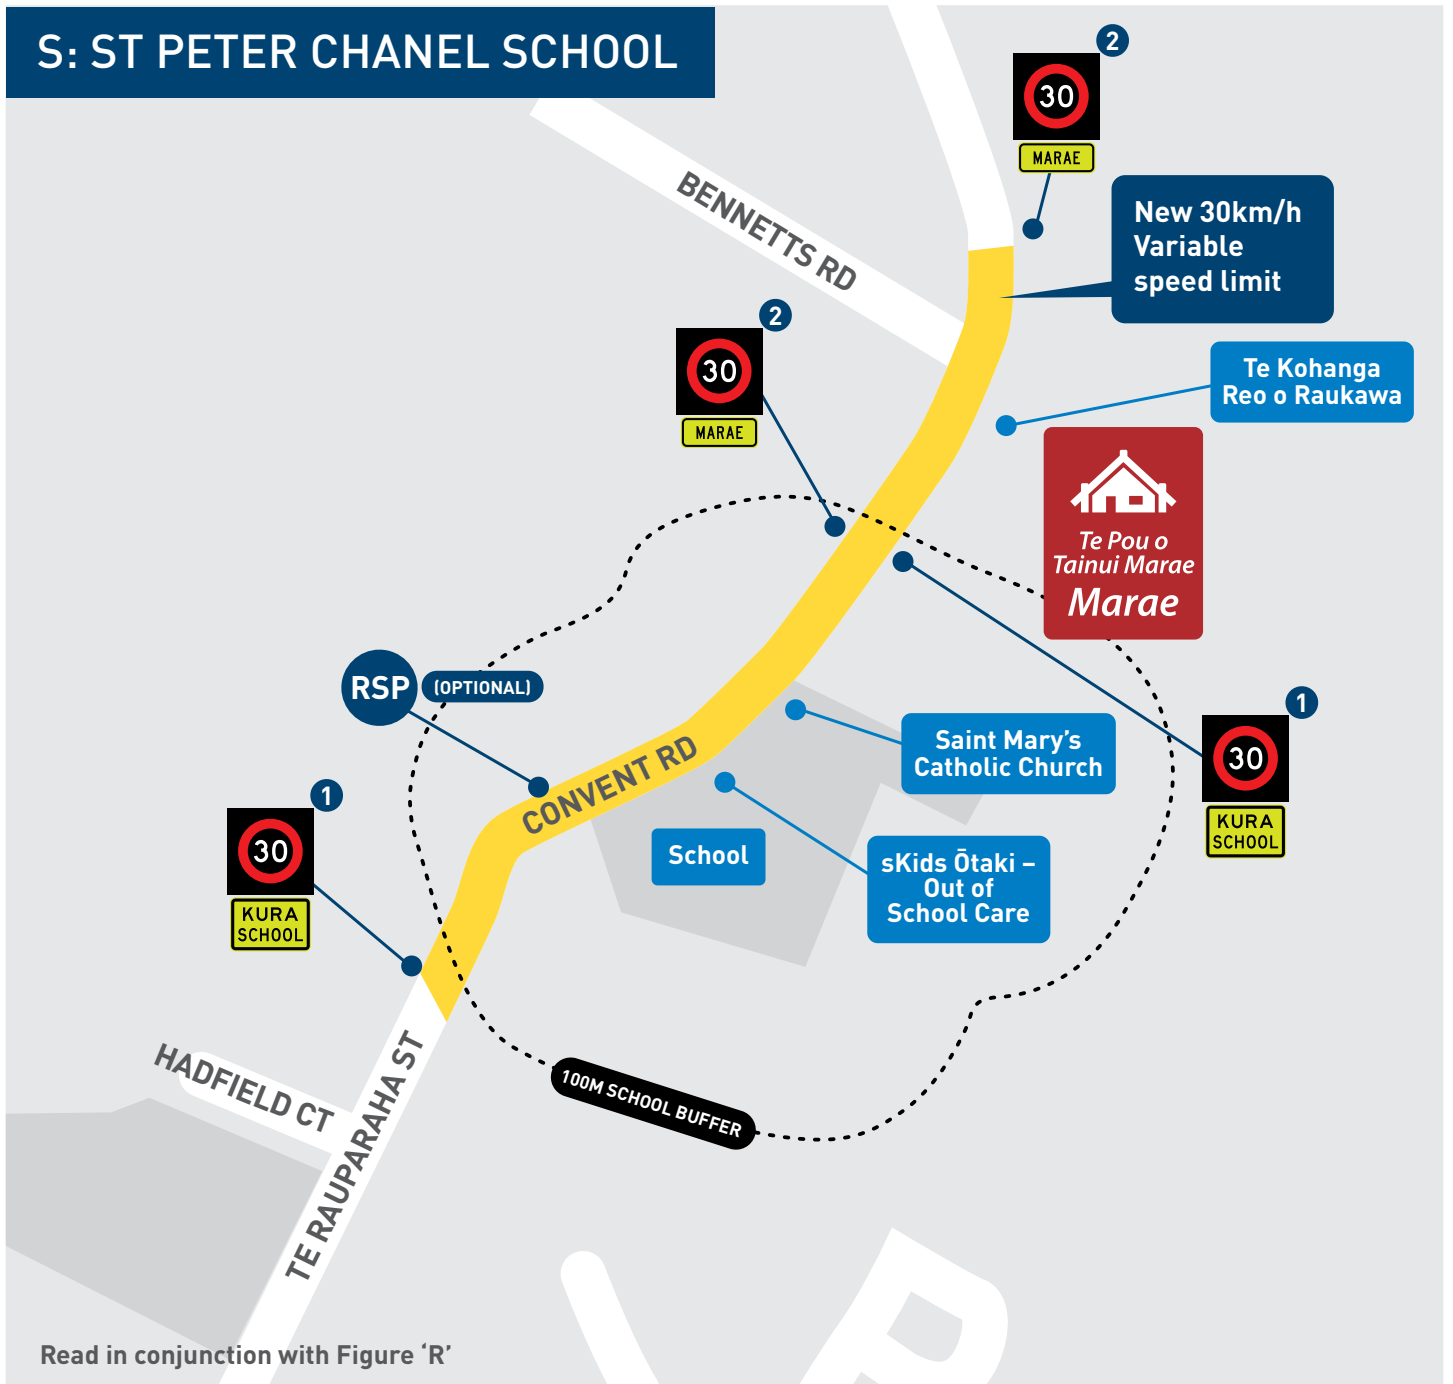 S: ST PETER CHANEL SCHOOL
2
30
MARAE
BENNETTS RD
New 30km/h
Variable
speed limit
2
30
MARAE
Te Kohanga
Reo o Raukawa
Te Pou o
Tainui Marae
Marae
RSP
(OPTIONAL)
1
30
KURA
SCHOOL
Saint Mary’s
Catholic Church
CONVENT RD
1
30
KURA
SCHOOL
School
sKids Ōtaki –
Out of
School Care
HADFIELD CT
TE RAUPARAHA ST
100M SCHOOL BUFFER
Read in conjunction with Figure ‘R’